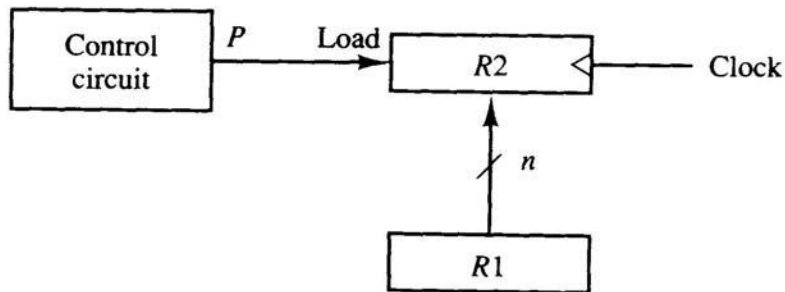 Control
circuit
P
Load
R2
Clock
n
R1